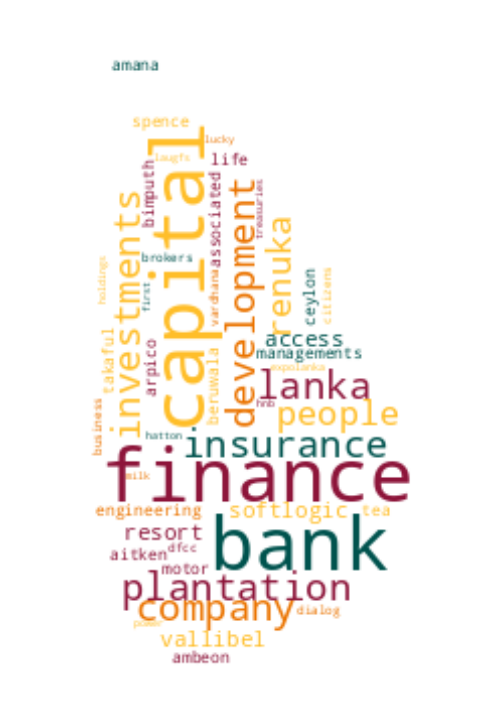 amana
spence
lucky
laugfs
life
bimputh
capital
associated
treasuries
investments
development
renuka
brokers
holdings
first
vardhana
ceylon
citizens
takaful
arpico
beruwala
access
managements
expolanka
lanka
hnb
business
people
hatton
insurance
finance
milk
engineering
softlogic
tea
resort
bank
aitken
dfcc
motor
plantation
company
dialog
power
vallibel
ambeon